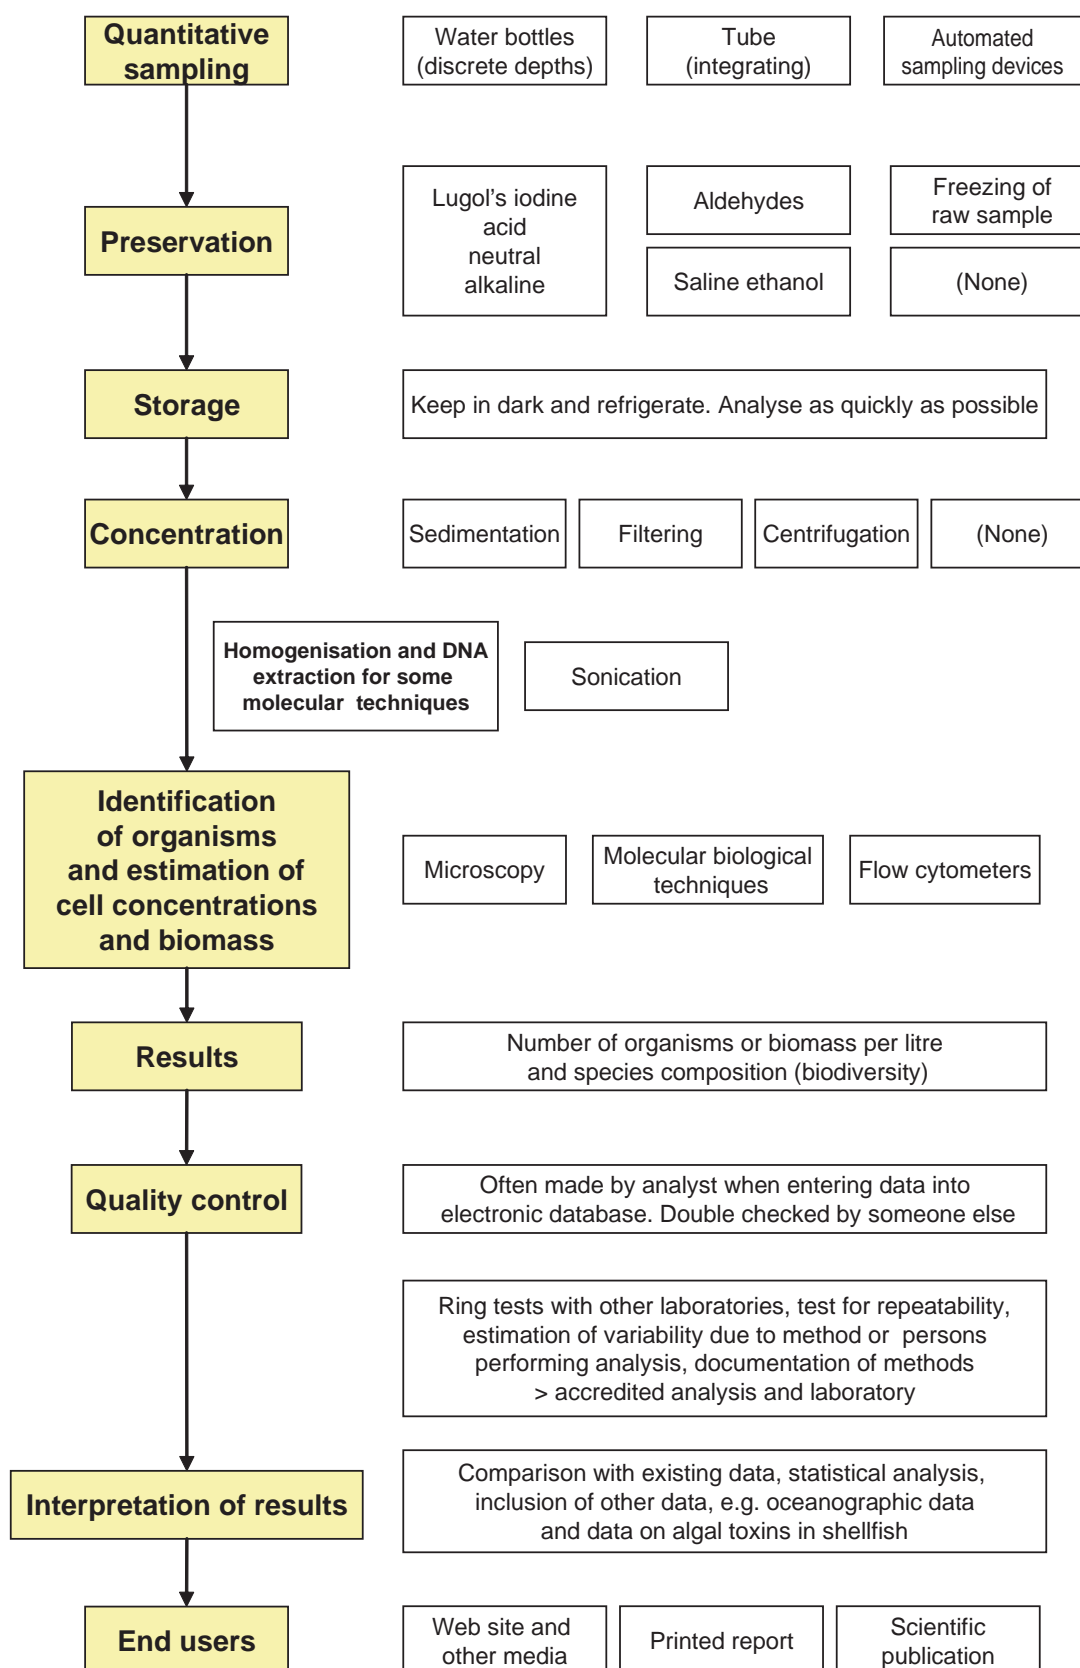 Quantitative
sampling
Water bottles
(discrete depths)
Tube
(integrating)
Automated
sampling devices
Preservation
Lugol's iodine
acid
neutral
alkaline
Aldehydes
Freezing of
raw sample
Saline ethanol
(None)
Storage
Keep in dark and refrigerate. Analyse as quickly as possible
Concentration
Sedimentation
Filtering
Centrifugation
(None)
Homogenisation and DNA
extraction for some
molecular techniques
Sonication
Identification
of organisms
and estimation of
cell concentrations
and biomass
Microscopy
Molecular biological
techniques
Flow cytometers
Results
Number of organisms or biomass per litre
and species composition (biodiversity)
Quality control
Often made by analyst when entering data into
electronic database. Double checked by someone else
Ring tests with other laboratories, test for repeatability,
estimation of variability due to method or persons
performing analysis, documentation of methods
> accredited analysis and laboratory
Interpretation of results
Comparison with existing data, statistical analysis,
inclusion of other data, e.g. oceanographic data
and data on algal toxins in shellfish
End users
Web site and
other media
Printed report
Scientific
publication